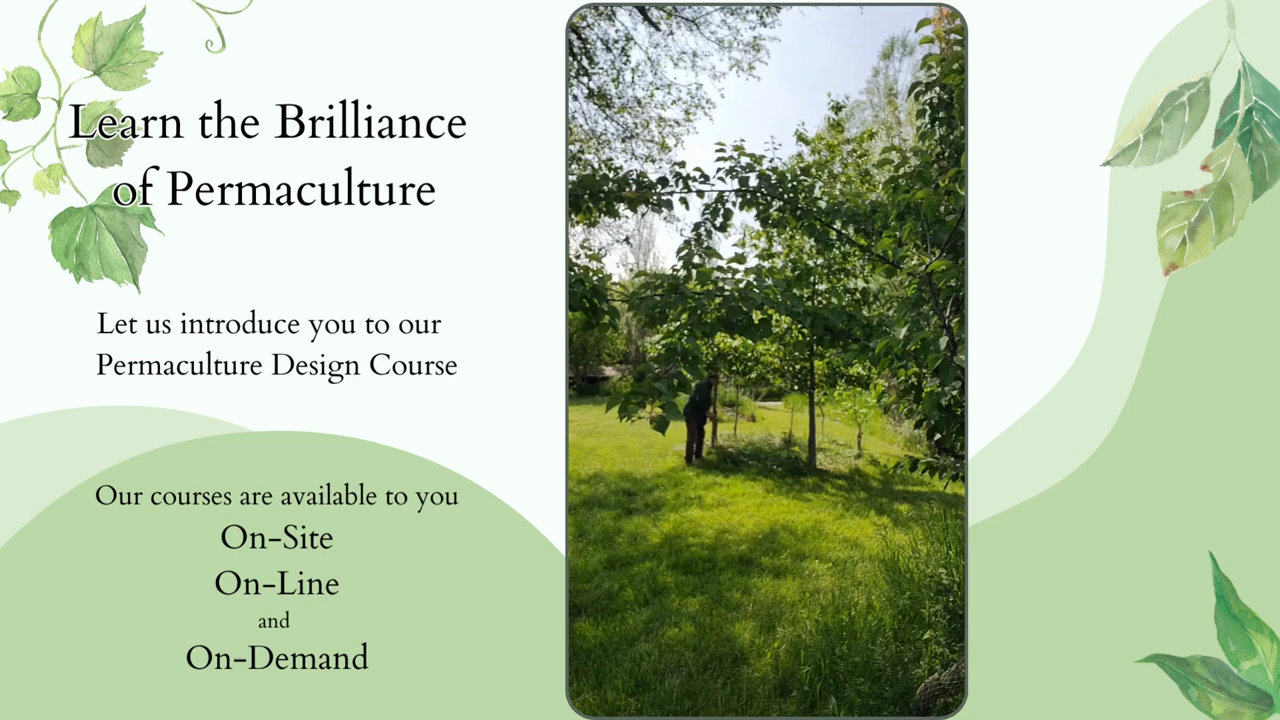 Learn the Brilliance
of Permaculture
Let us introduce you to our
Permaculture Design Course
Our courses are available to you
On-Site
On-Line
and
On-Demand